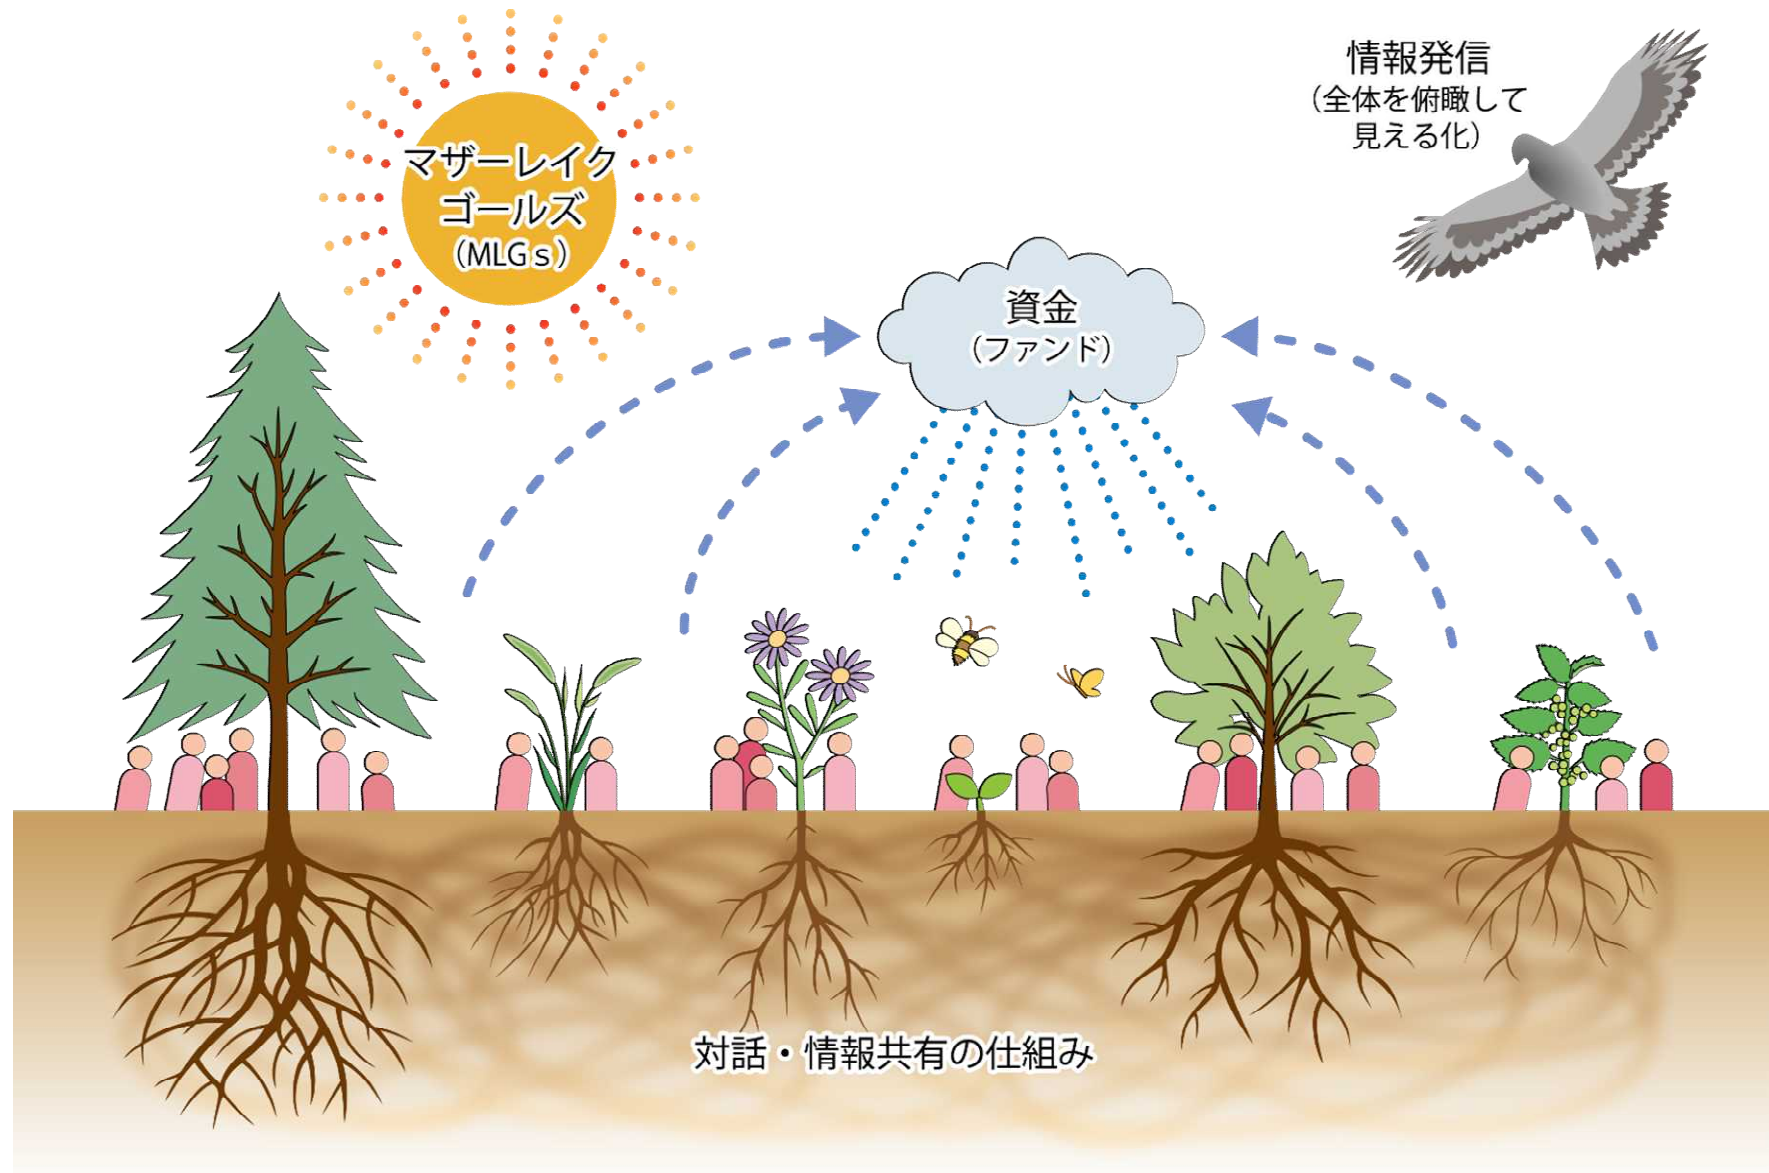 マザーレイク
ゴールズ
（MLGｓ）
情報発信
（全体を俯瞰して
見える化）
資金
（ファンド）
対話・情報共有の仕組み